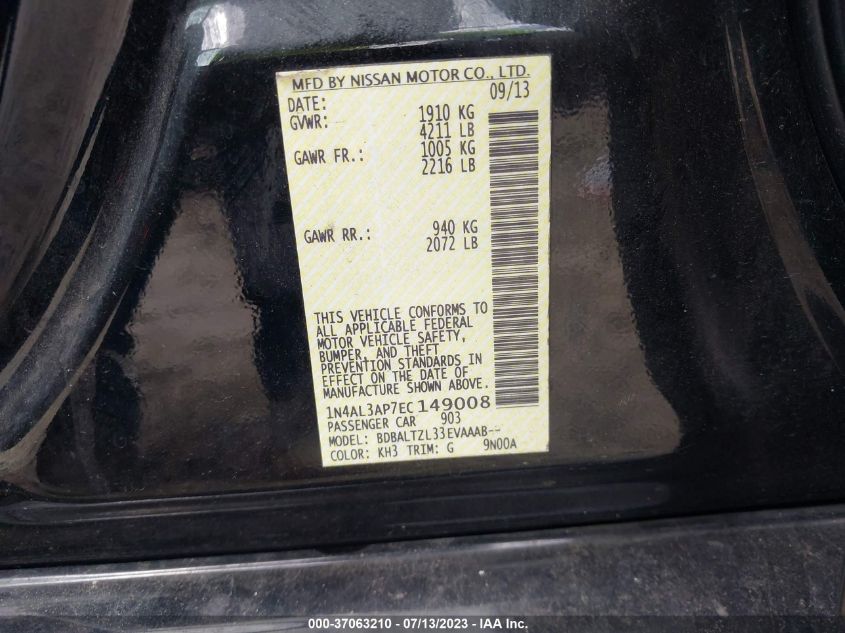 MFD BY NISSAN MOTOR CO., LTD.
DATE: 09/13
GVWR: 1910 KG
4211 LB
GAWR FR.: 1005 KG
2216 LB
GAWR RR.: 940 KG
2072 LB
THIS VEHICLE CONFORMS TO
ALL APPLICABLE FEDERAL
MOTOR VEHICLE SAFETY,
BUMPER, AND THEFT
PREVENTION STANDARDS IN
EFFECT ON THE DATE OF
MANUFACTURE SHOWN ABOVE.
1N4AL3AP7EC149008
PASSENGER CAR 903
MODEL: BDBALTZL33EVAAAB--
COLOR: KH3 TRIM: G 9N00A
000-37063210 - 07/13/2023 - IAA Inc.